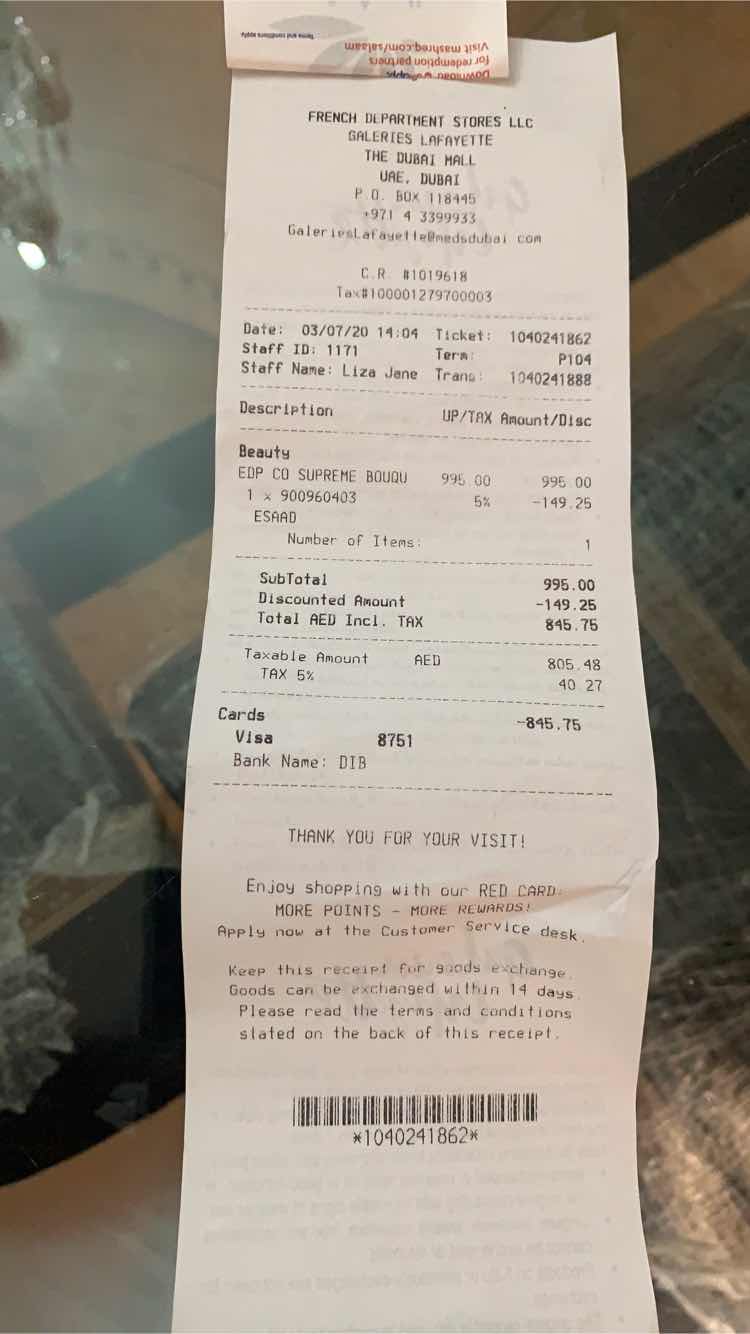 Terms and conditions apply
Visit mashreq.com/salaam
for redemption partners
Download
FRENCH DEPARTMENT STORES LLC
GALERIES LAFAYETTE
THE DUBAI MALL
UAE, DUBAI
P.O. BOX 118445
+971 4 3399933
GaleriesLafayette@medsdubai com
C.R. #1019618
Tax#100001279700003
Date: 03/07/20 14:04 Ticket: 1040241862
Staff ID: 1171 Term: P104
Staff Name: Liza Jane Trans: 1040241888
Description UP/TAX Amount/Disc
Beauty
EDP CO SUPREME BOUQU 995.00 995.00
1 x 900960403 5% -149.25
ESAAD
Number of Items: 1
SubTotal 995.00
Discounted Amount -149.25
Total AED Incl. TAX 845.75
Taxable Amount AED 805.48
TAX 5% 40 27
Cards -845.75
Visa 8751
Bank Name: DIB
THANK YOU FOR YOUR VISIT!
Enjoy shopping with our RED CARD.
MORE POINTS - MORE REWARDS!
Apply now at the Customer Service desk.
Keep this receipt for goods exchange.
Goods can be exchanged within 14 days.
Please read the terms and conditions
stated on the back of this receipt.
*1040241862*